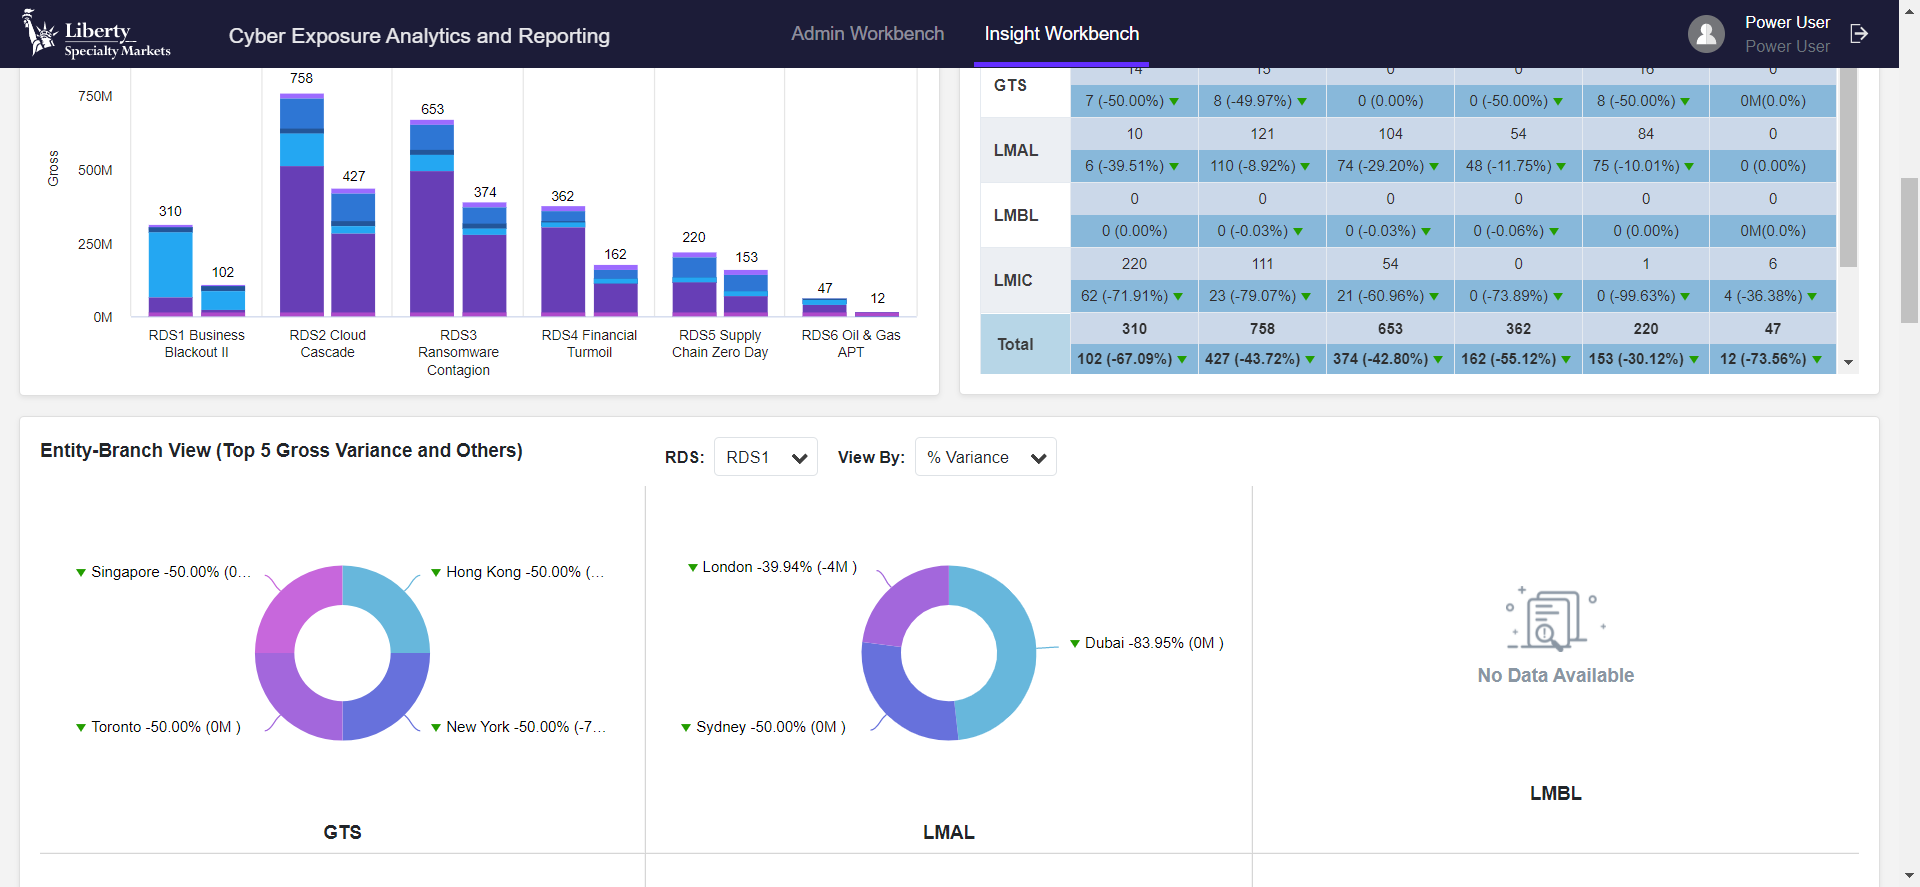 Liberty
Specialty Markets
Cyber Exposure Analytics and Reporting
Admin Workbench
Insight Workbench
Power User
Power User
Gross
750M
500M
250M
0M
310
102
758
427
653
374
362
162
220
153
47
12
RDS1 Business
Blackout II
RDS2 Cloud
Cascade
RDS3
Ransomware
Contagion
RDS4 Financial
Turmoil
RDS5 Supply
Chain Zero Day
RDS6 Oil & Gas
APT
GTS
14 15 0 0 16 0
7 (-50.00%) 8 (-49.97%) 0 (0.00%) 0 (-50.00%) 8 (-50.00%) 0M(0.0%)
LMAL
10 121 104 54 84 0
6 (-39.51%) 110 (-8.92%) 74 (-29.20%) 48 (-11.75%) 75 (-10.01%) 0 (0.00%)
LMBL
0 0 0 0 0 0
0 (0.00%) 0 (-0.03%) 0 (-0.03%) 0 (-0.06%) 0 (0.00%) 0M(0.0%)
LMIC
220 111 54 0 1 6
62 (-71.91%) 23 (-79.07%) 21 (-60.96%) 0 (-73.89%) 0 (-99.63%) 4 (-36.38%)
Total
310 758 653 362 220 47
102 (-67.09%) 427 (-43.72%) 374 (-42.80%) 162 (-55.12%) 153 (-30.12%) 12 (-73.56%)
Entity-Branch View (Top 5 Gross Variance and Others)
RDS: RDS1
View By: % Variance
Singapore -50.00% (0...
Hong Kong -50.00% (...
Toronto -50.00% (0M )
New York -50.00% (-7...
GTS
London -39.94% (-4M )
Dubai -83.95% (0M )
Sydney -50.00% (0M )
LMAL
No Data Available
LMBL